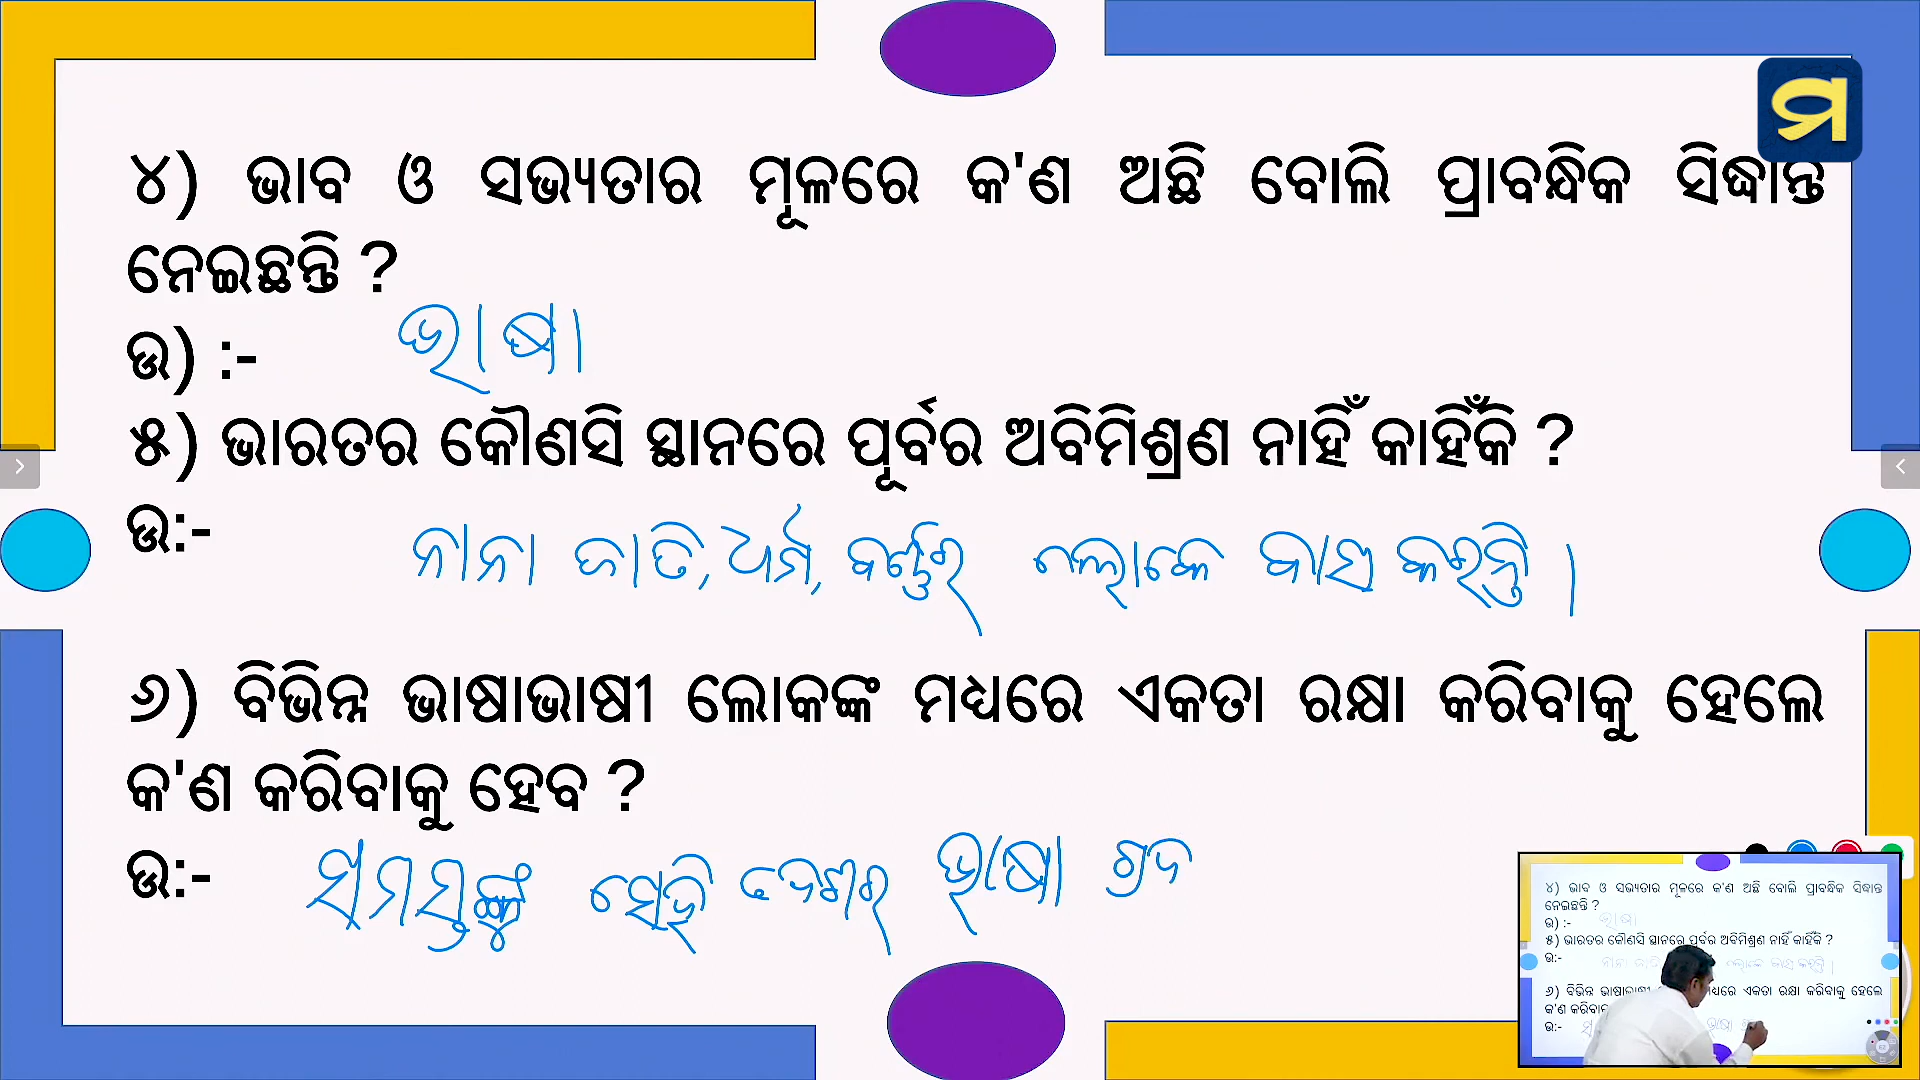 ୪) ଭାବ ଓ ସଭ୍ୟତାର ମୂଳରେ କ'ଣ ଅଛି ବୋଲି ପ୍ରାବନ୍ଧିକ ସିଦ୍ଧାନ୍ତ
ନେଇଛନ୍ତି ?
ଉ) :- ଭାଷା
୫) ଭାରତର କୌଣସି ସ୍ଥାନରେ ପୂର୍ବର ଅବିମିଶ୍ରଣ ନାହିଁ କାହିଁକି ?
ଉ:- ନାନା ଜାତି, ଧର୍ମ, ବର୍ଣ୍ଣର ଲୋକେ ବାସ କରନ୍ତି |
୬) ବିଭିନ୍ନ ଭାଷାଭାଷୀ ଲୋକଙ୍କ ମଧ୍ୟରେ ଏକତା ରକ୍ଷା କରିବାକୁ ହେଲେ
କ'ଣ କରିବାକୁ ହେବ ?
ଉ:- ସମସ୍ତଙ୍କୁ ସେହି ଦେଶର ଭାଷା